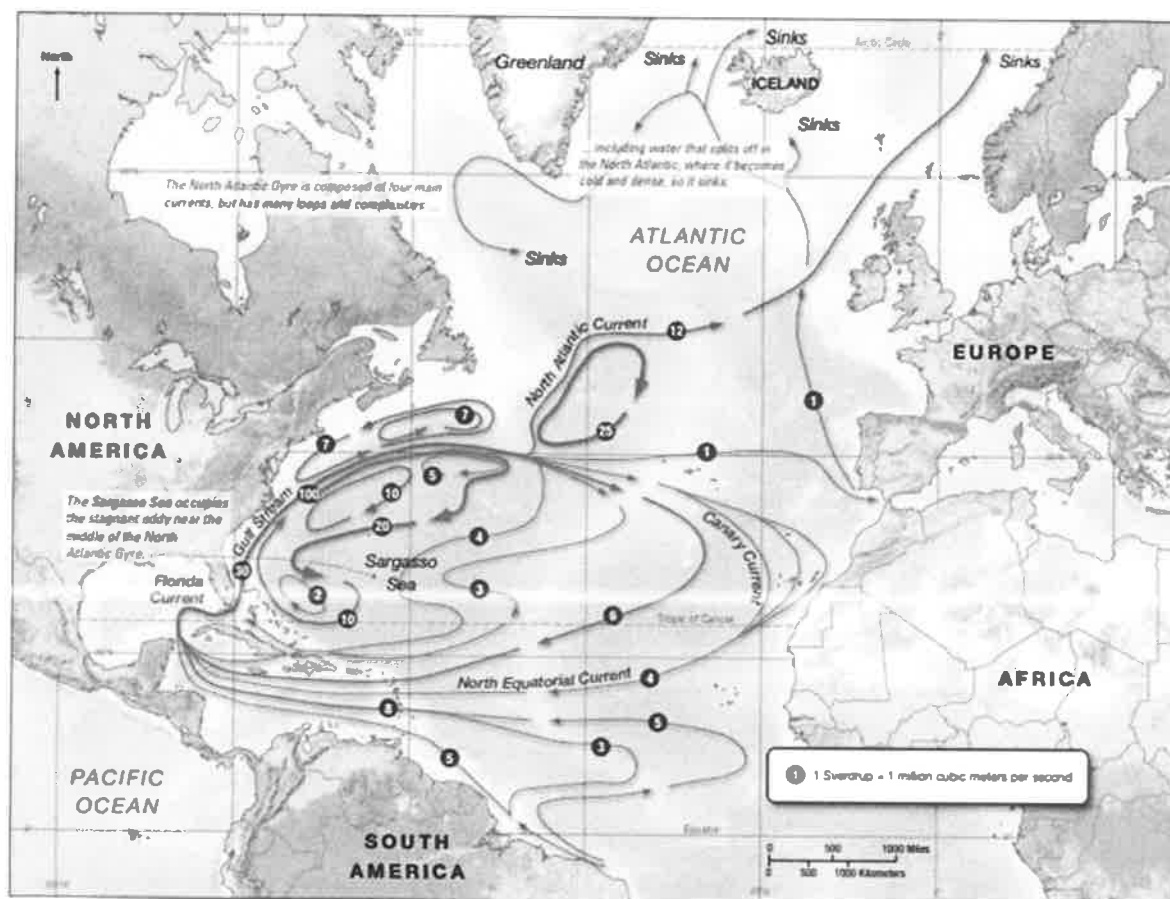 North
Greenland
Sinks
Sinks
Arctic Circle
Sinks
ICELAND
Sinks
... including water that splits off in
the North Atlantic, where it becomes
cold and dense, so it sinks.
The North Atlantic Gyre is composed of four main
currents, but has many loops and complexities
Sinks
ATLANTIC
OCEAN
North Atlantic Current
12
EUROPE
NORTH
AMERICA
7
7
25
1
1
The Sargasso Sea occupies
the stagnant eddy near the
middle of the North
Atlantic Gyre.
Gulf Stream
100
5
10
20
4
Canary Current
Sargasso
Sea
Florida
Current
30
2
10
3
6
Tropic of Cancer
North Equatorial Current
4
AFRICA
8
5
3
5
PACIFIC
OCEAN
1 1 Sverdrup = 1 million cubic meters per second
SOUTH
AMERICA
Equator
0 500 1000 Miles
0 500 1000 Kilometers